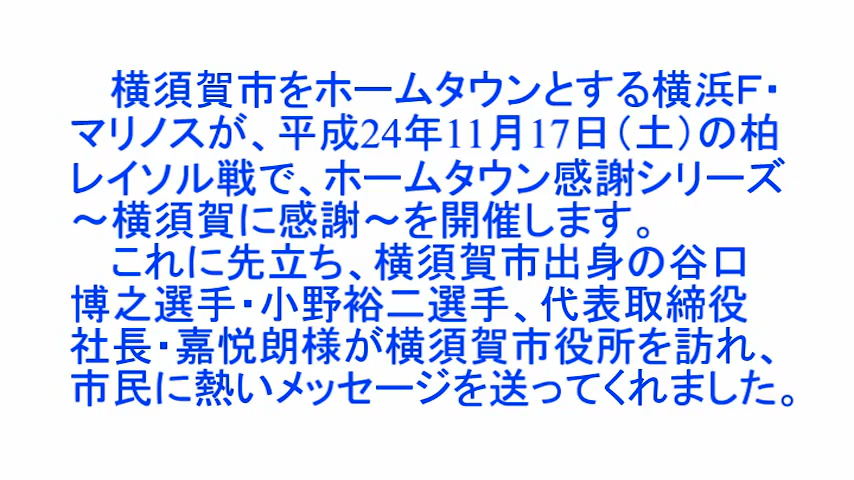 横須賀市をホームタウンとする横浜Ｆ・
マリノスが、平成24年11月17日（土）の柏
レイソル戦で、ホームタウン感謝シリーズ
～横須賀に感謝～を開催します。
これに先立ち、横須賀市出身の谷口
博之選手・小野裕二選手、代表取締役
社長・嘉悦朗様が横須賀市役所を訪れ、
市民に熱いメッセージを送ってくれました。